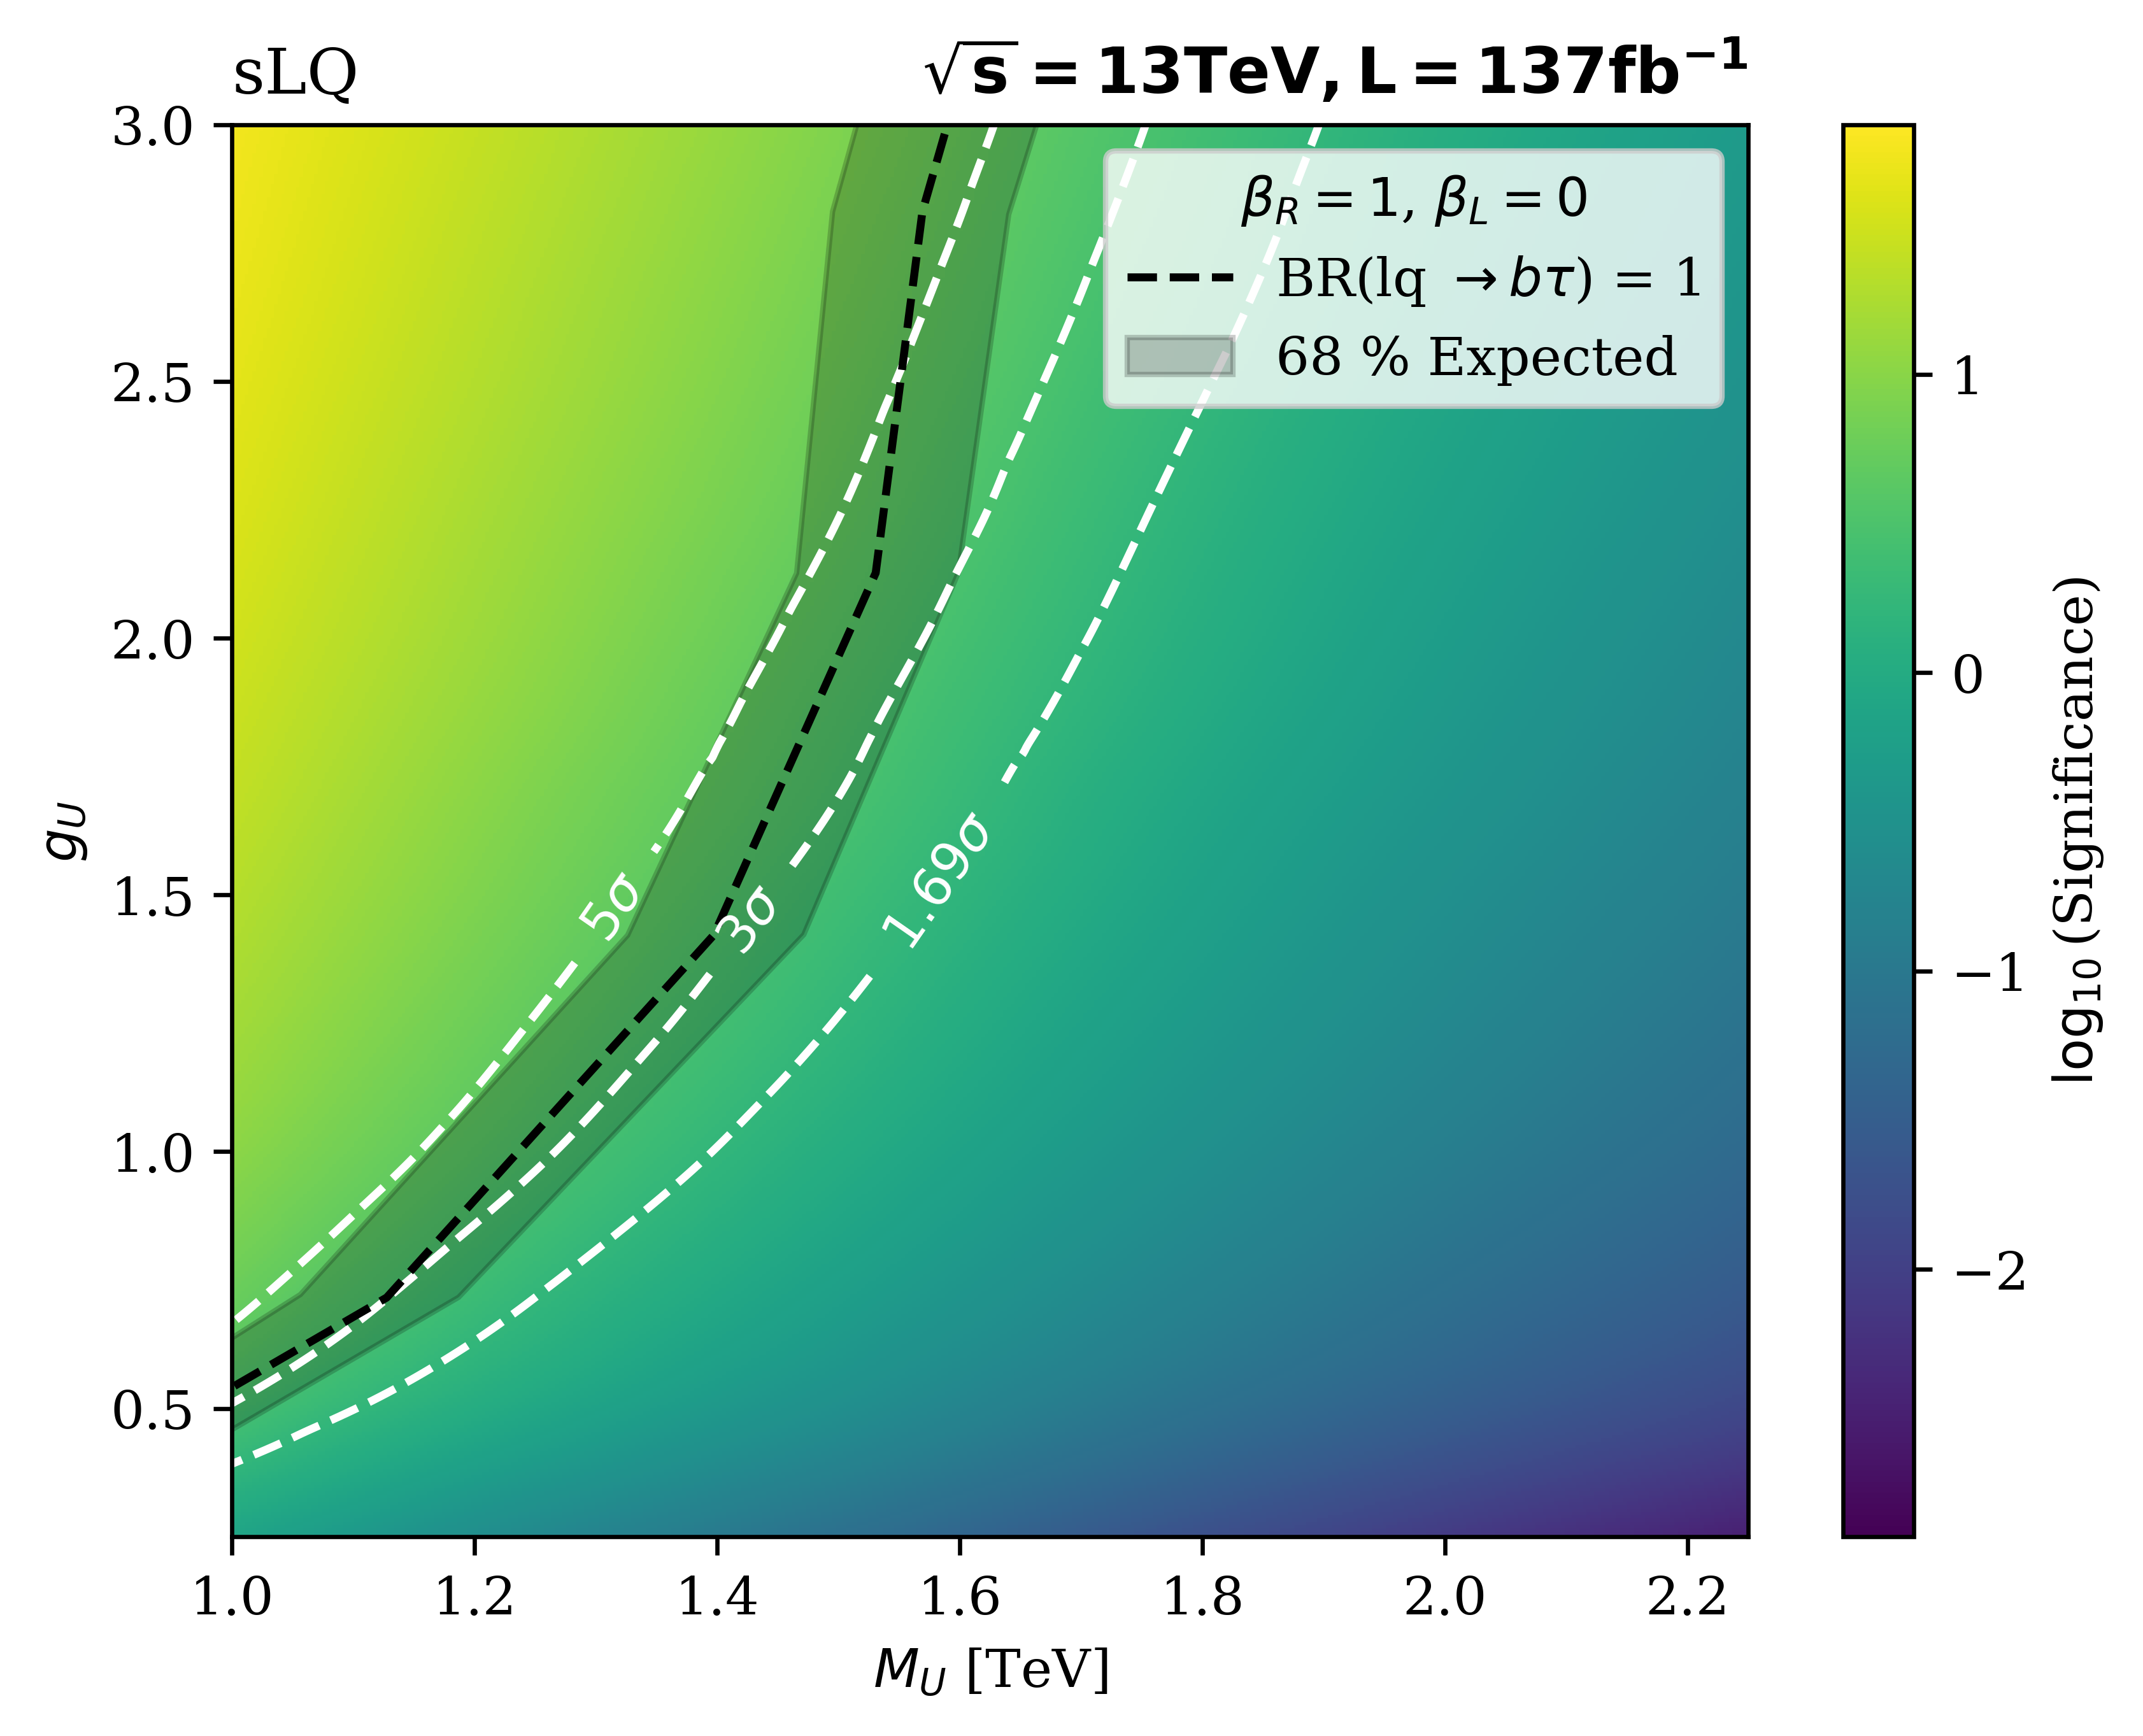 sLQ
√s = 13TeV, L = 137fb⁻¹
β_R = 1, β_L = 0
BR(lq → bτ) = 1
68 % Expected
5σ
3σ
1.69σ
3.0
2.5
2.0
1.5
1.0
0.5
g_U
1.0
1.2
1.4
1.6
1.8
2.0
2.2
M_U [TeV]
1
0
−1
−2
log₁₀ (Significance)